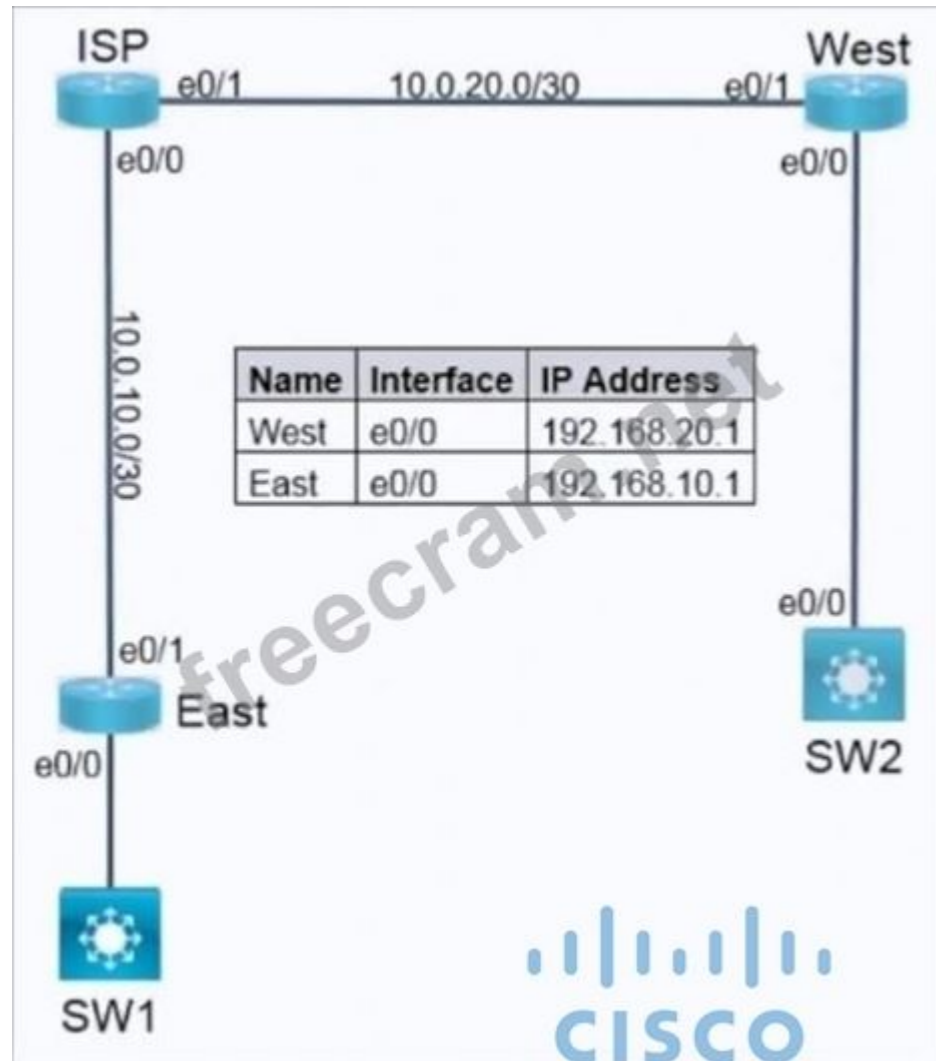 ISP
West
e0/1 10.0.20.0/30 e0/1
e0/0
e0/0
10.0.10.0/30
Name Interface IP Address
West e0/0 192.168.20.1
East e0/0 192.168.10.1
freecram.net
e0/0
e0/1
East
SW2
e0/0
SW1
CISCO